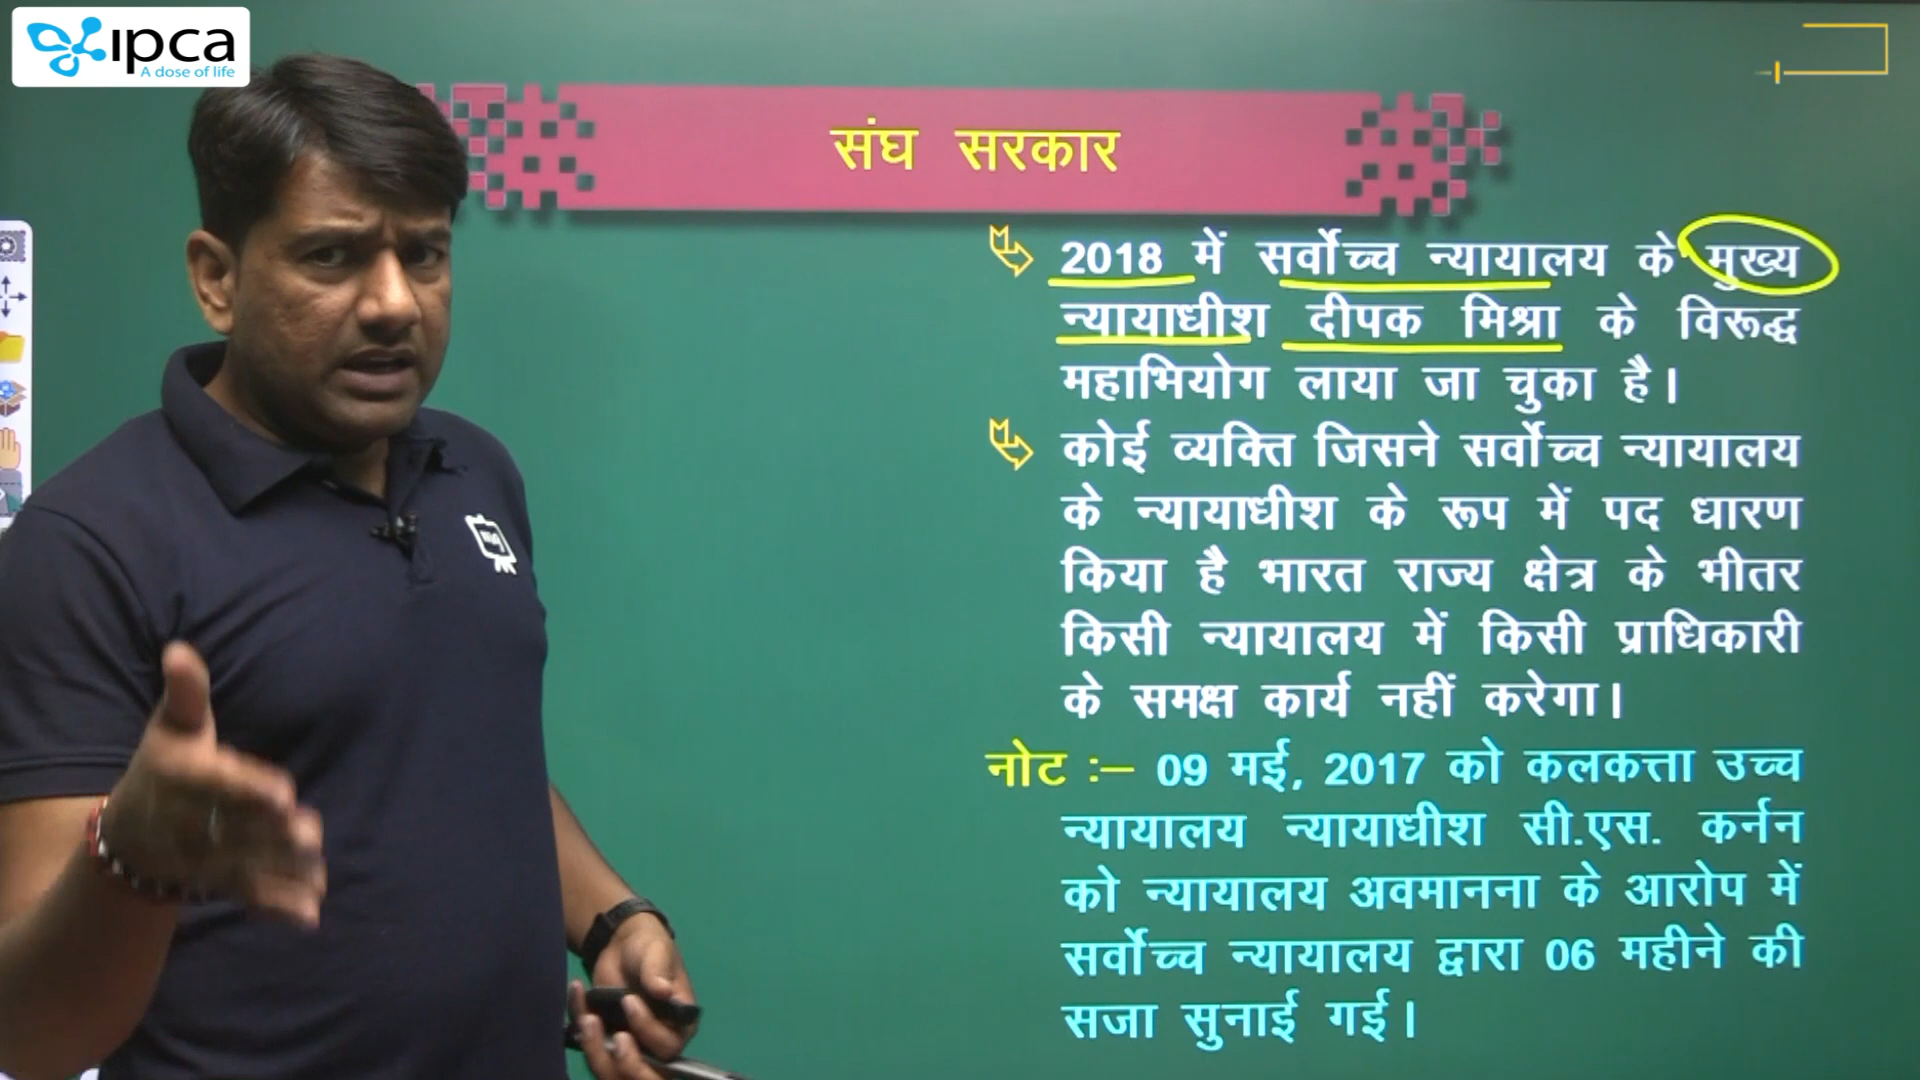 ipca
A dose of life
संघ सरकार
2018 में सर्वोच्च न्यायालय के मुख्य
न्यायाधीश दीपक मिश्रा के विरूद्ध
महाभियोग लाया जा चुका है।
कोई व्यक्ति जिसने सर्वोच्च न्यायालय
के न्यायाधीश के रूप में पद धारण
किया है भारत राज्य क्षेत्र के भीतर
किसी न्यायालय में किसी प्राधिकारी
के समक्ष कार्य नहीं करेगा।
नोट :– 09 मई, 2017 को कलकत्ता उच्च
न्यायालय न्यायाधीश सी.एस. कर्नन
को न्यायालय अवमानना के आरोप में
सर्वोच्च न्यायालय द्वारा 06 महीने की
सजा सुनाई गई।